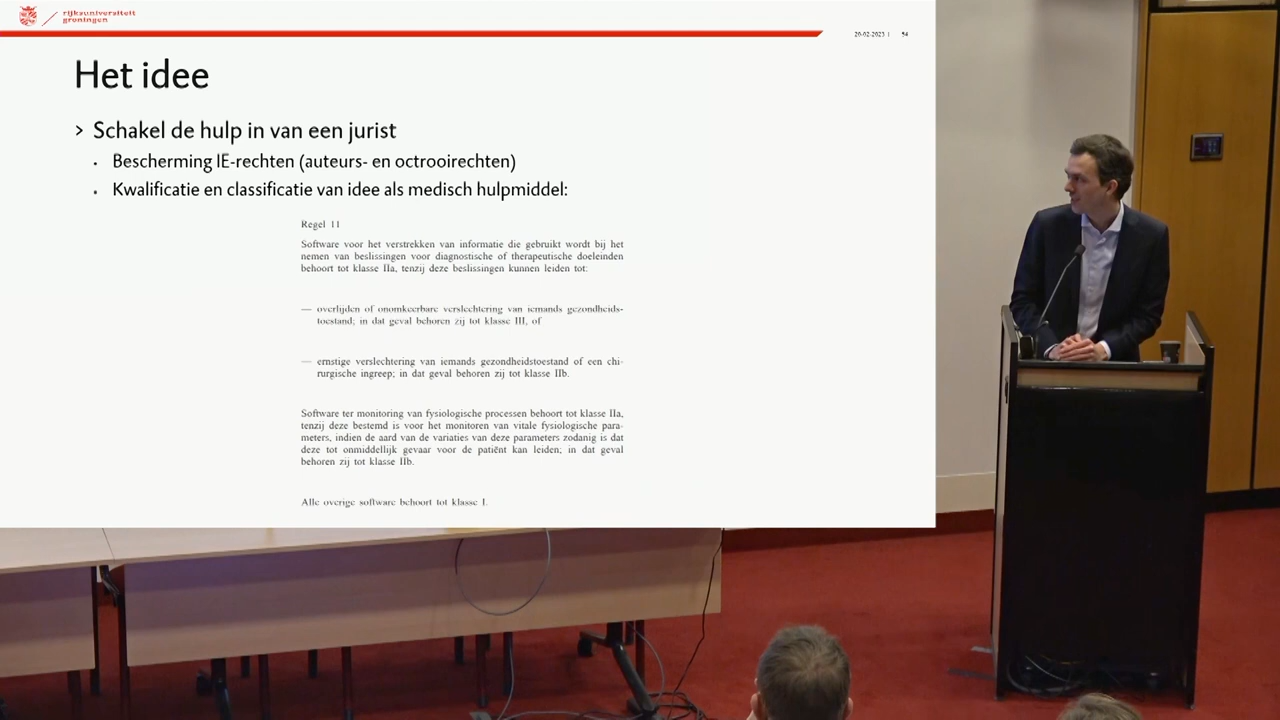 rijksuniversiteit
groningen
20-02-2023 | 54
Het idee
> Schakel de hulp in van een jurist
▪ Bescherming IE-rechten (auteurs- en octrooirechten)
▪ Kwalificatie en classificatie van idee als medisch hulpmiddel:
Regel 11
Software voor het verstrekken van informatie die gebruikt wordt bij het
nemen van beslissingen voor diagnostische of therapeutische doeleinden
behoort tot klasse IIa, tenzij deze beslissingen kunnen leiden tot:
— overlijden of onomkeerbare verslechtering van iemands gezondheids-
toestand; in dat geval behoren zij tot klasse III, of
— ernstige verslechtering van iemands gezondheidstoestand of een chi-
rurgische ingreep; in dat geval behoren zij tot klasse IIb.
Software ter monitoring van fysiologische processen behoort tot klasse IIa,
tenzij deze bestemd is voor het monitoren van vitale fysiologische para-
meters, indien de aard van de variaties van deze parameters zodanig is dat
deze tot onmiddellijk gevaar voor de patiënt kan leiden; in dat geval
behoren zij tot klasse IIb.
Alle overige software behoort tot klasse I.